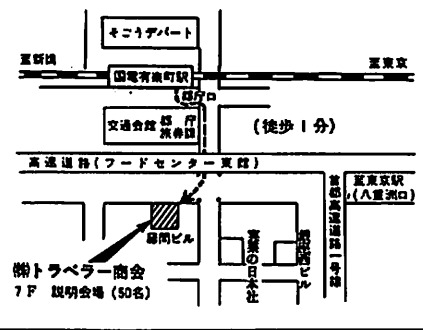 そごうデパート
至新橋
至東京
国電有楽町駅
都庁口
交通会館
都庁
旅券課
(徒歩1分)
高速道路(フードセンター東館)
首都高速道路一号線
至東京駅
(八重洲口)
ビル
実業の日本社
ビル
㈱トラベラー商会
7F 説明会場(50名)